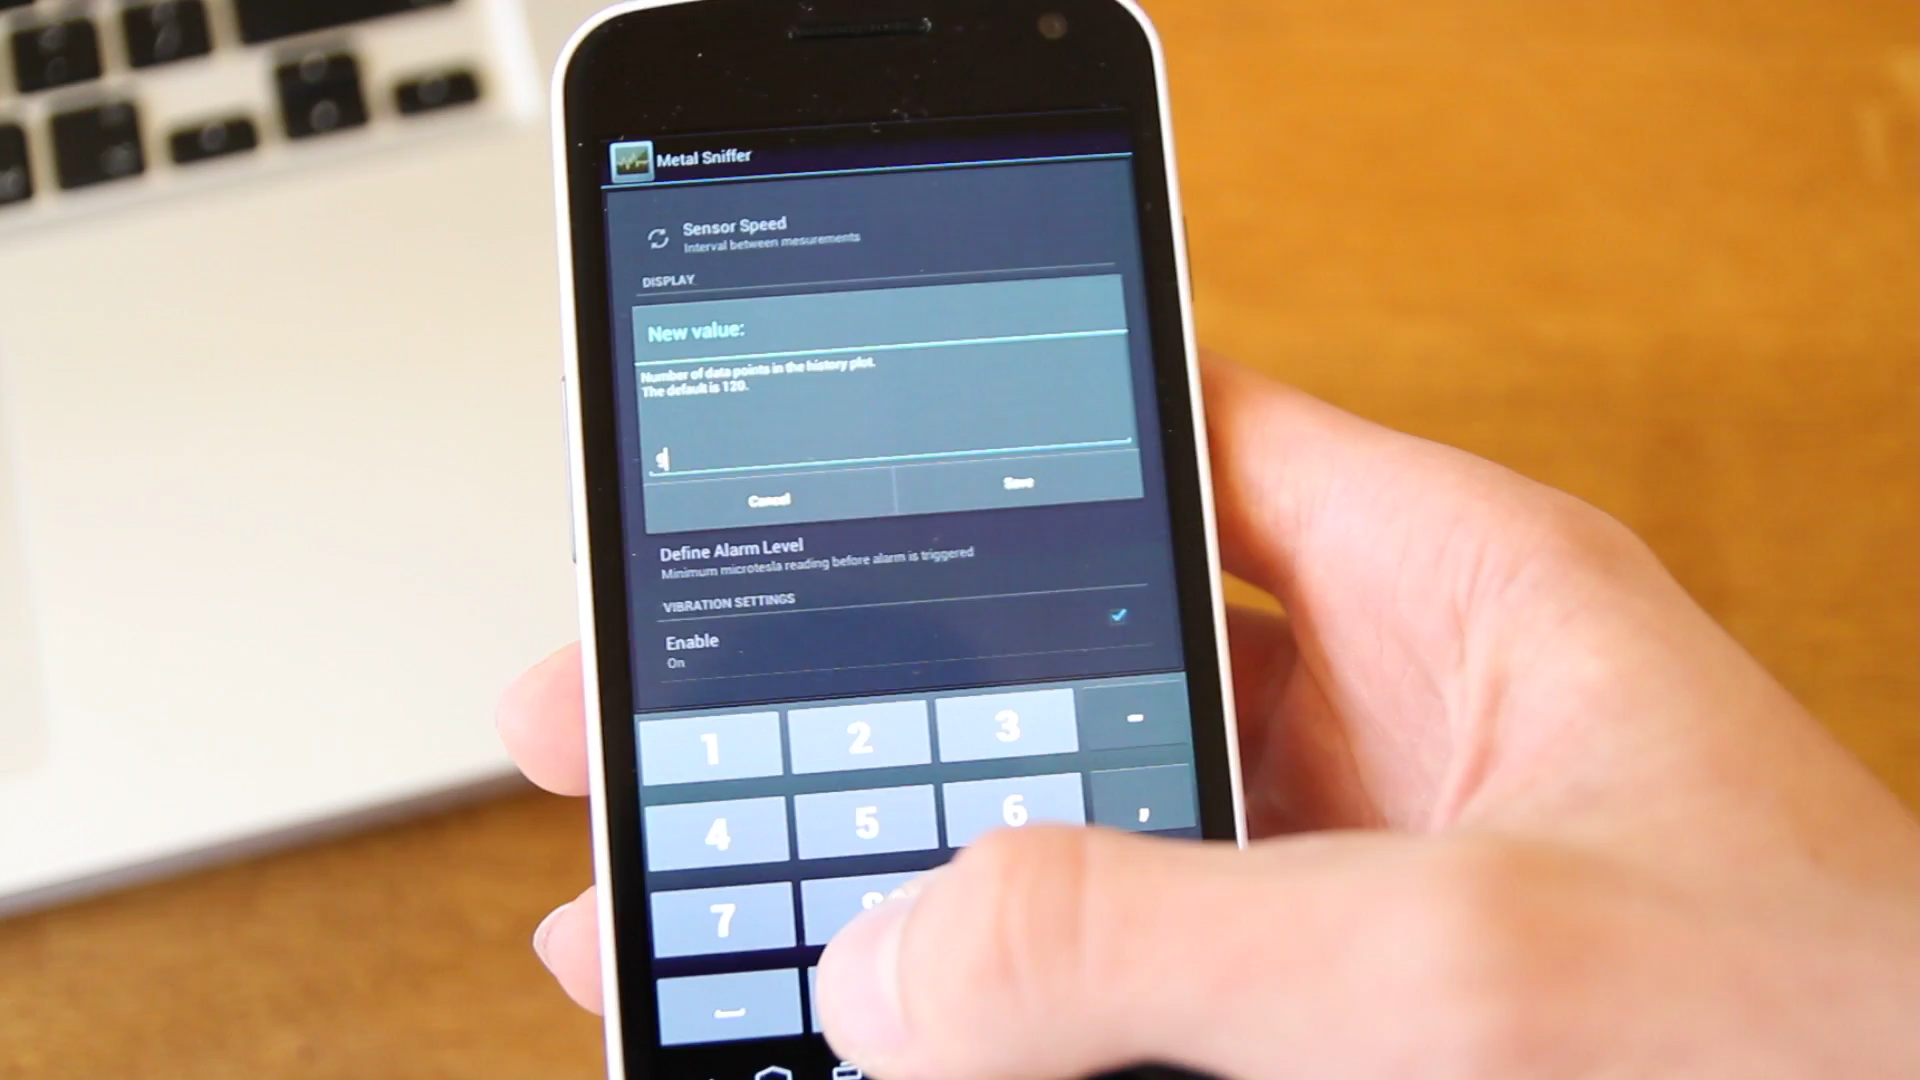 Metal Sniffer
Sensor Speed
Interval between mesurements
DISPLAY
New value:
Number of data points in the history plot.
The default is 120.
9
Cancel
Save
Define Alarm Level
Minimum microtesla reading before alarm is triggered
VIBRATION SETTINGS
Enable
On
1 2 3 -
4 5 6 ,
7